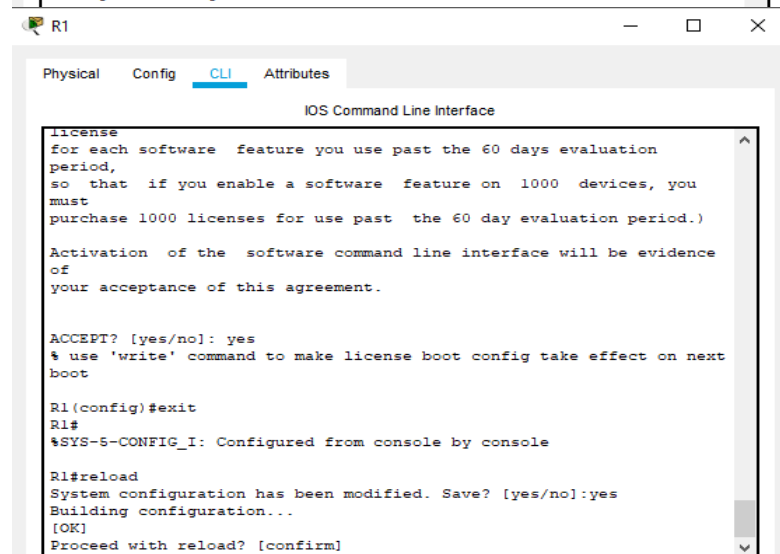 R1
Physical Config CLI Attributes
IOS Command Line Interface
license
for each software feature you use past the 60 days evaluation
period,
so that if you enable a software feature on 1000 devices, you
must
purchase 1000 licenses for use past the 60 day evaluation period.)
Activation of the software command line interface will be evidence
of
your acceptance of this agreement.
ACCEPT? [yes/no]: yes
% use 'write' command to make license boot config take effect on next
boot
R1(config)#exit
R1#
%SYS-5-CONFIG_I: Configured from console by console
R1#reload
System configuration has been modified. Save? [yes/no]:yes
Building configuration...
[OK]
Proceed with reload? [confirm]